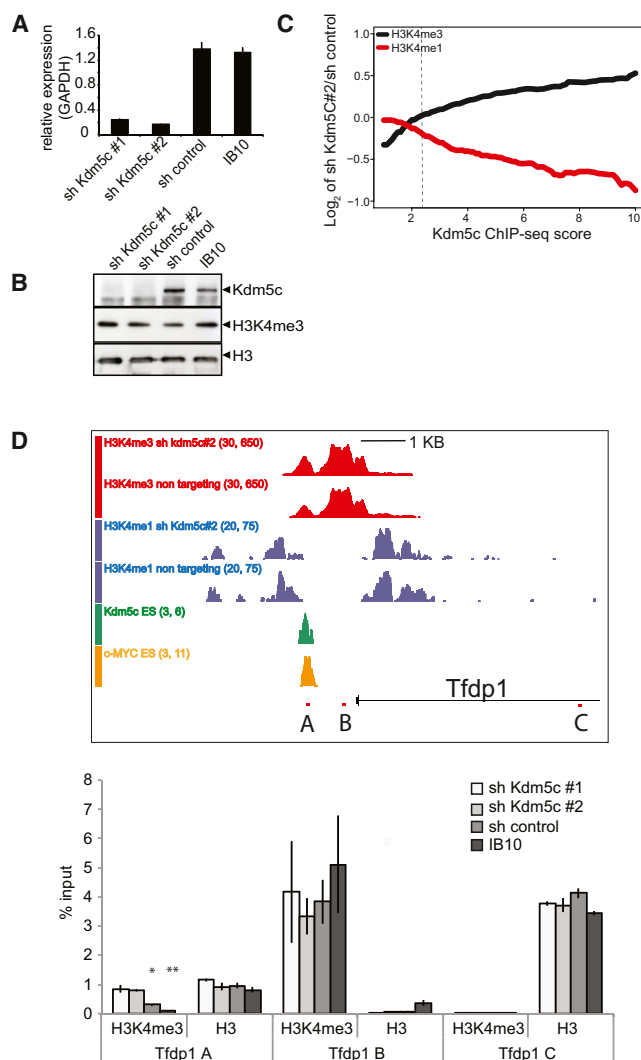 A
relative expression
(GAPDH)
1.6
1.2
0.8
0.4
0
sh Kdm5c #1
sh Kdm5c #2
sh control
IB10
C
H3K4me3
H3K4me1
Log2 of sh Kdm5C#2/sh control
1.0
0.5
0.0
−0.5
−1.0
2 4 6 8 10
Kdm5c ChIP-seq score
B
sh Kdm5c #1
sh Kdm5c #2
sh control
IB10
Kdm5c
H3K4me3
H3
D
H3K4me3 sh kdm5c#2 (30, 650)
1 KB
H3K4me3 non targeting (30, 650)
H3K4me1 sh Kdm5c#2 (20, 75)
H3K4me1 non targeting (20, 75)
Kdm5c ES (3, 6)
c-MYC ES (3, 11)
Tfdp1
A B C
% input
8
7
6
5
4
3
2
1
0
sh Kdm5c #1
sh Kdm5c #2
sh control
IB10
* **
H3K4me3 H3 H3K4me3 H3 H3K4me3 H3
Tfdp1 A Tfdp1 B Tfdp1 C